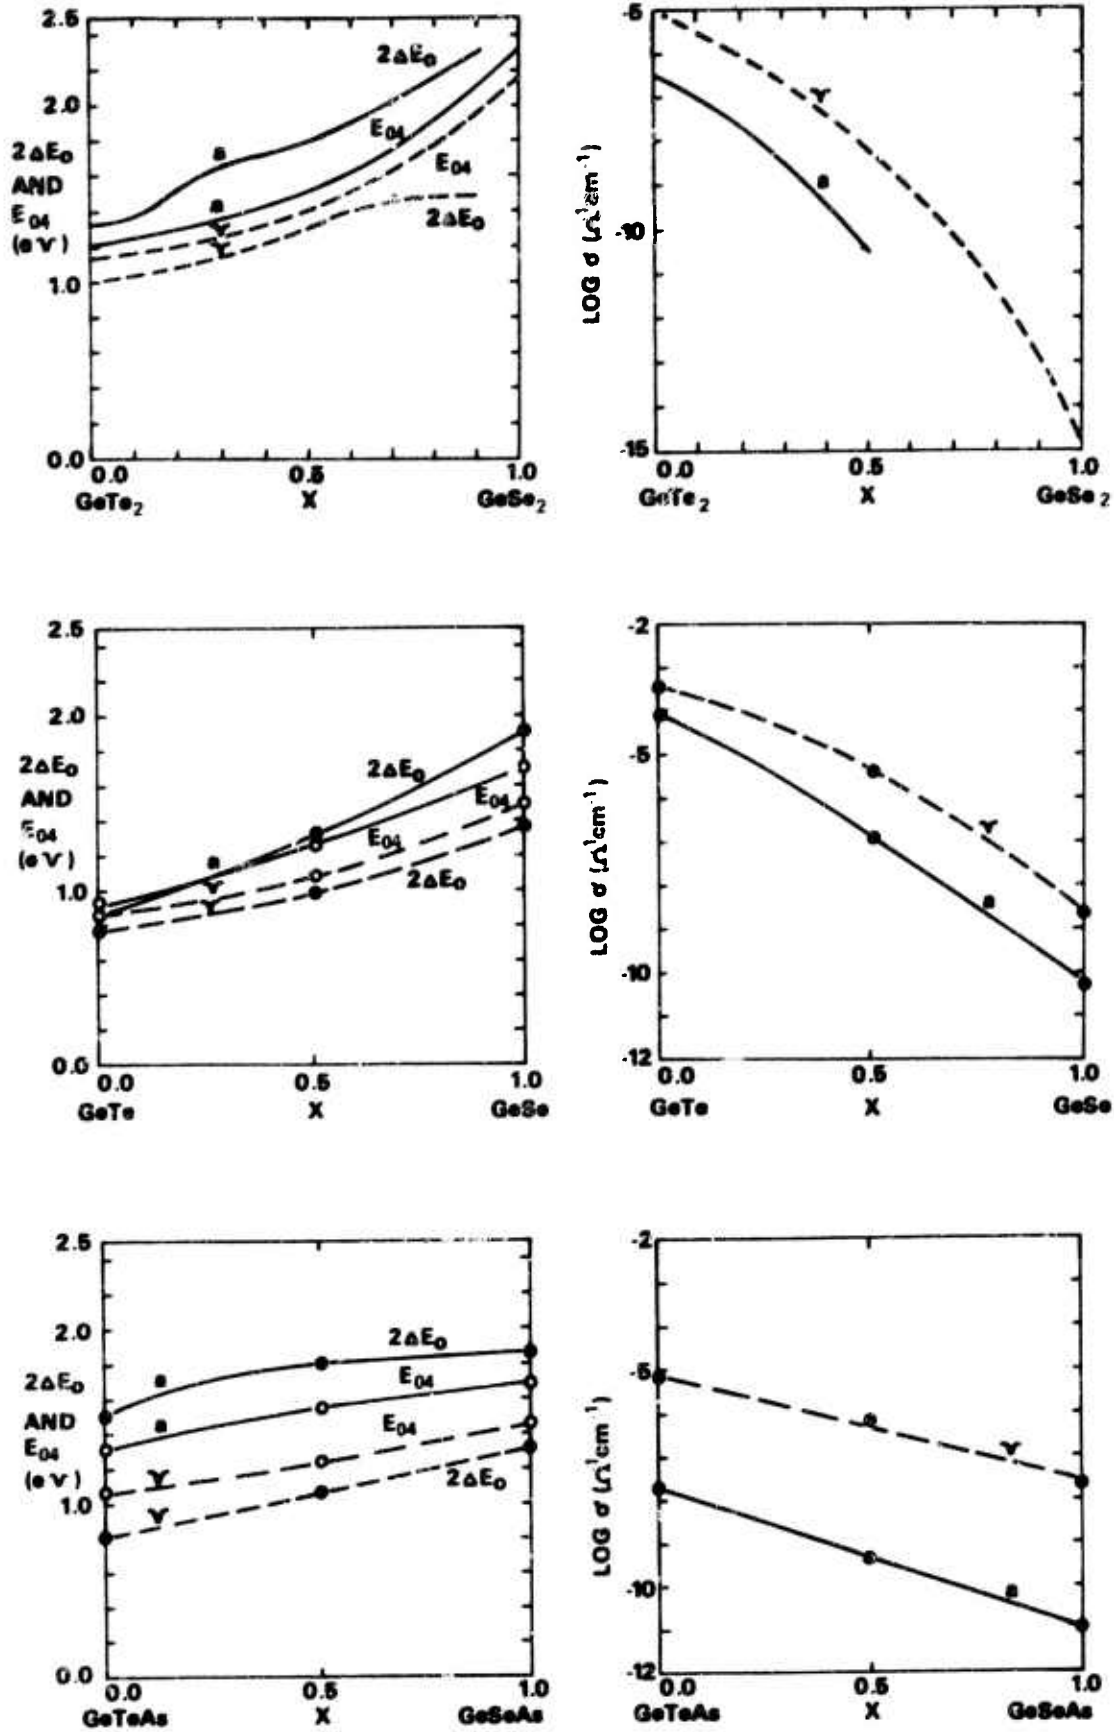 2.5
2.0
2ΔE₀
AND
E₀₄
(eV)
1.0
0.0
2ΔE₀
a
E₀₄
a
E₀₄
γ
γ
2ΔE₀
0.0 0.5 1.0
GeTe₂ X GeSe₂
-5
LOG σ (Ω⁻¹cm⁻¹)
-10
-15
γ
a
0.0 0.5 1.0
GeTe₂ X GeSe₂
2.5
2.0
2ΔE₀
AND
E₀₄
(eV)
1.0
0.0
2ΔE₀
E₀₄
E₀₄
a
γ
γ
2ΔE₀
0.0 0.5 1.0
GeTe X GeSe
-2
-5
LOG σ (Ω⁻¹cm⁻¹)
-10
-12
γ
a
0.0 0.5 1.0
GeTe X GeSe
2.5
2.0
2ΔE₀
AND
E₀₄
(eV)
1.0
0.0
2ΔE₀
a
E₀₄
a
E₀₄
γ
2ΔE₀
γ
0.0 0.5 1.0
GeTeAs X GeSeAs
-2
-5
LOG σ (Ω⁻¹cm⁻¹)
-10
-12
γ
a
0.0 0.5 1.0
GeTeAs X GeSeAs